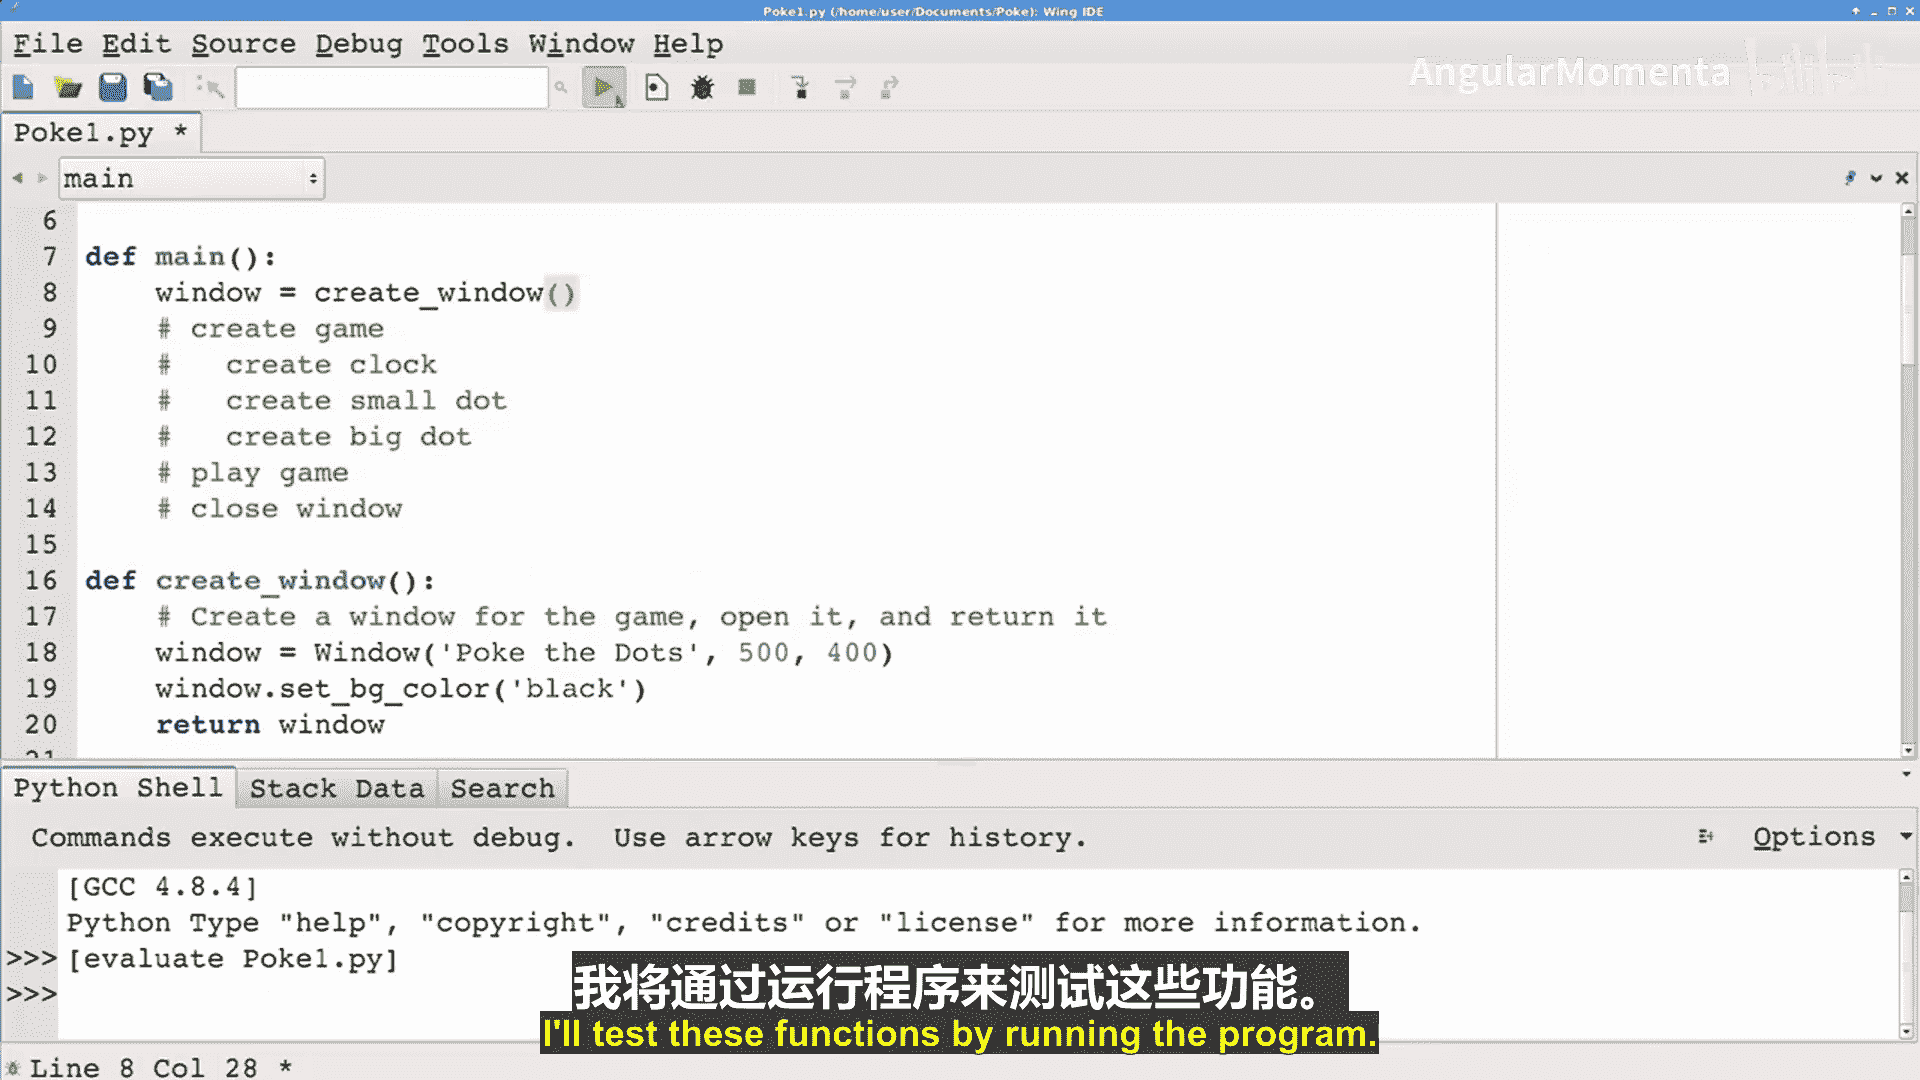 Poke1.py (/home/user/Documents/Poke): Wing IDE
File Edit Source Debug Tools Window Help
AngularMomenta
Poke1.py *
main
6
7 def main():
8 window = create_window()
9 # create game
10 #   create clock
11 #   create small dot
12 #   create big dot
13 # play game
14 # close window
15
16 def create_window():
17 # Create a window for the game, open it, and return it
18 window = Window('Poke the Dots', 500, 400)
19 window.set_bg_color('black')
20 return window
21
Python Shell Stack Data Search
Commands execute without debug.  Use arrow keys for history.
Options
[GCC 4.8.4]
Python Type "help", "copyright", "credits" or "license" for more information.
>>> [evaluate Poke1.py]
>>>
我将通过运行程序来测试这些功能。
I'll test these functions by running the program.
Line 8 Col 28 *